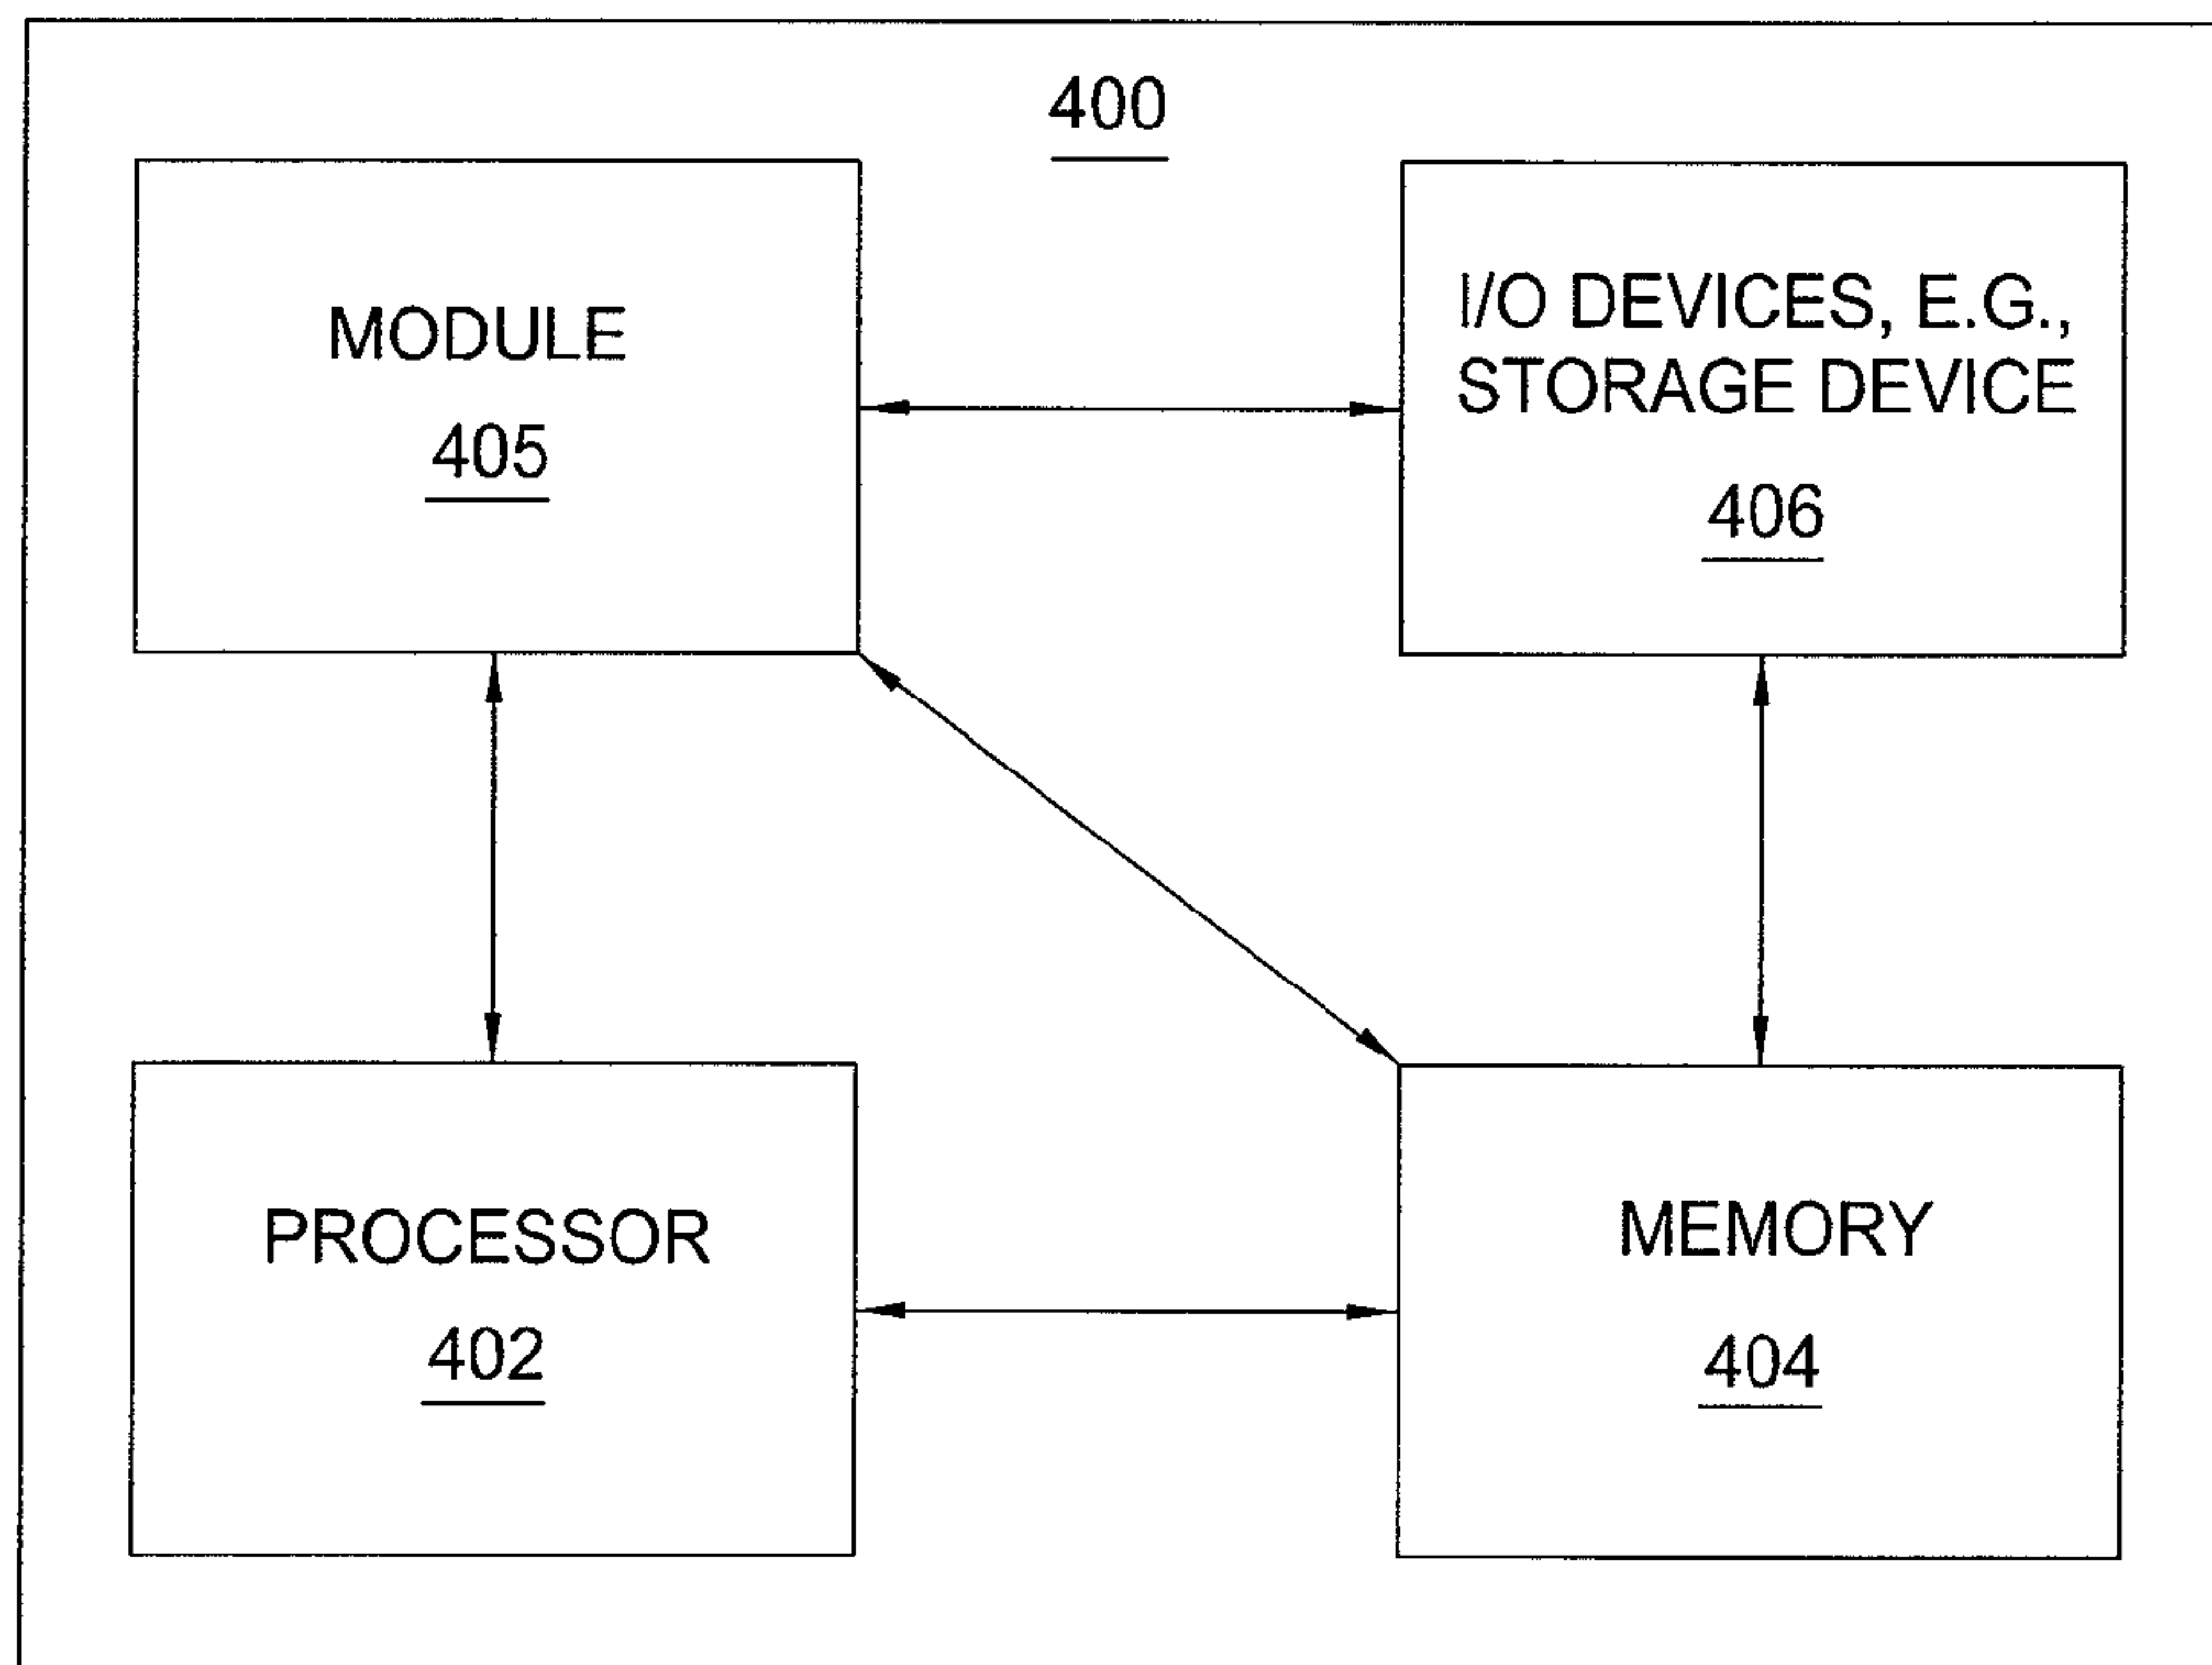 400
MODULE
405
I/O DEVICES, E.G.,
STORAGE DEVICE
406
PROCESSOR
402
MEMORY
404